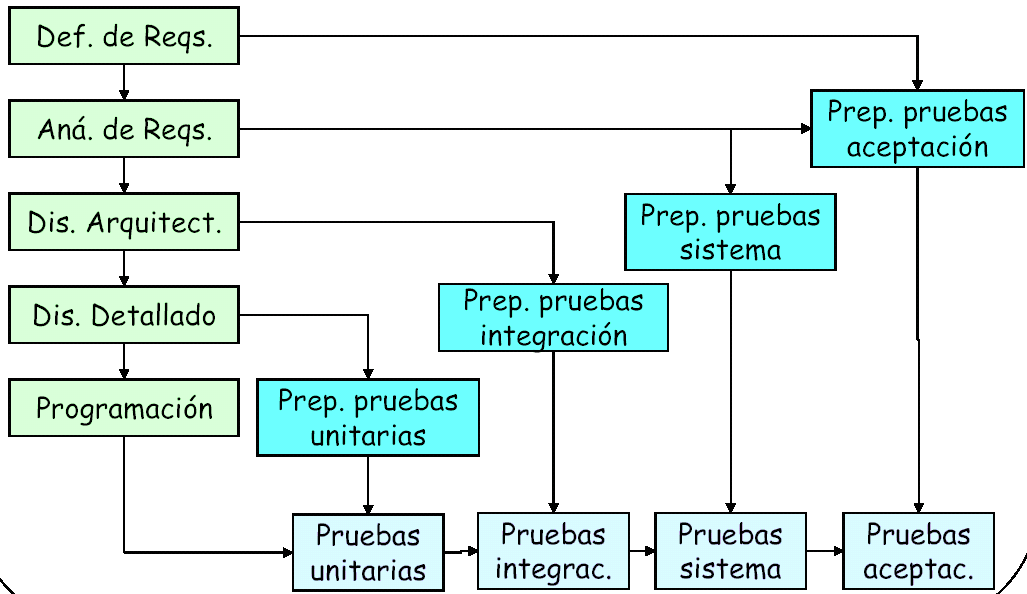 Def. de Reqs.
Aná. de Reqs.
Prep. pruebas
aceptación
Dis. Arquitect.
Prep. pruebas
sistema
Dis. Detallado
Prep. pruebas
integración
Programación
Prep. pruebas
unitarias
Pruebas
unitarias
Pruebas
integrac.
Pruebas
sistema
Pruebas
aceptac.